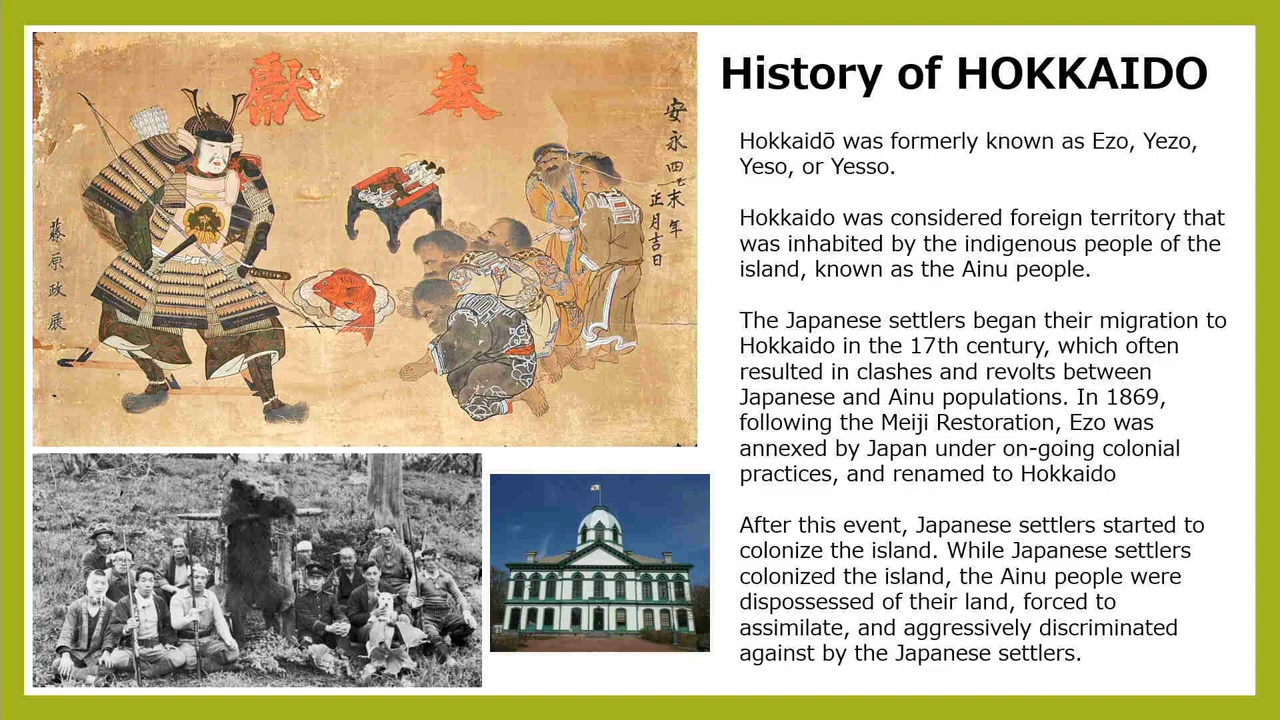 奉獻
安永四乙未年
正月吉日
藤原政展
History of HOKKAIDO
Hokkaidō was formerly known as Ezo, Yezo,
Yeso, or Yesso.
Hokkaido was considered foreign territory that
was inhabited by the indigenous people of the
island, known as the Ainu people.
The Japanese settlers began their migration to
Hokkaido in the 17th century, which often
resulted in clashes and revolts between
Japanese and Ainu populations. In 1869,
following the Meiji Restoration, Ezo was
annexed by Japan under on-going colonial
practices, and renamed to Hokkaido
After this event, Japanese settlers started to
colonize the island. While Japanese settlers
colonized the island, the Ainu people were
dispossessed of their land, forced to
assimilate, and aggressively discriminated
against by the Japanese settlers.